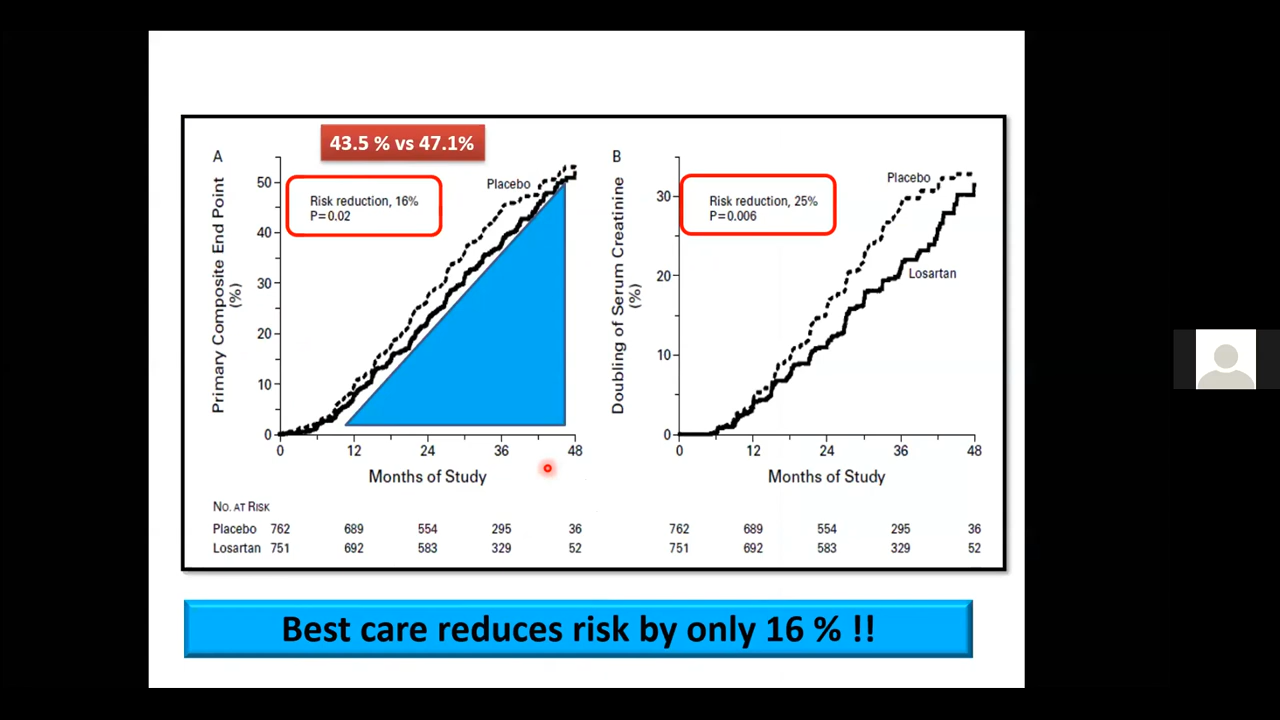 43.5 % vs 47.1%
A
Primary Composite End Point
(%)
50
40
30
20
10
0
Risk reduction, 16%
P=0.02
Placebo
0 12 24 36 48
Months of Study
B
Doubling of Serum Creatinine
(%)
30
20
10
0
Risk reduction, 25%
P=0.006
Placebo
Losartan
0 12 24 36 48
Months of Study
NO. AT RISK
Placebo 762 689 554 295 36 762 689 554 295 36
Losartan 751 692 583 329 52 751 692 583 329 52
Best care reduces risk by only 16 % !!